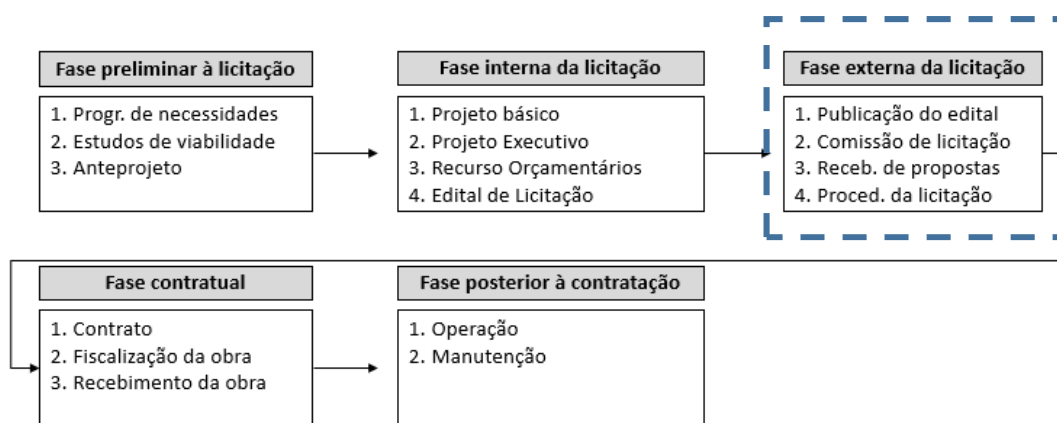 Fase preliminar à licitação
1. Progr. de necessidades
2. Estudos de viabilidade
3. Anteprojeto
Fase interna da licitação
1. Projeto básico
2. Projeto Executivo
3. Recurso Orçamentários
4. Edital de Licitação
Fase externa da licitação
1. Publicação do edital
2. Comissão de licitação
3. Receb. de propostas
4. Proced. da licitação
Fase contratual
1. Contrato
2. Fiscalização da obra
3. Recebimento da obra
Fase posterior à contratação
1. Operação
2. Manutenção